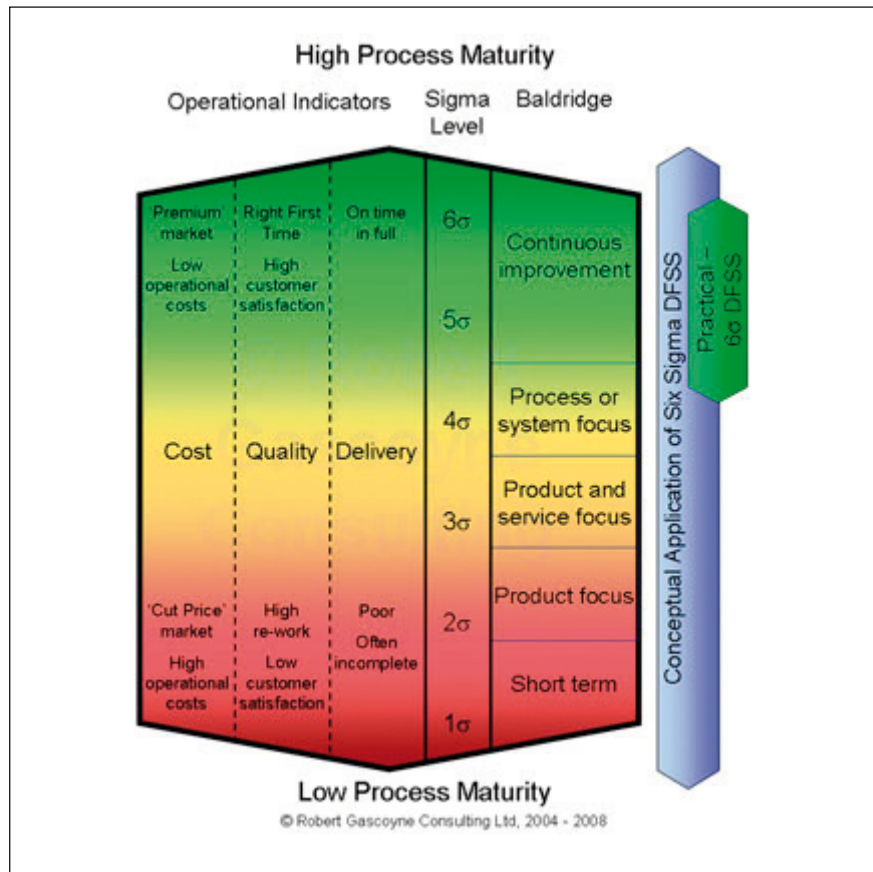 High Process Maturity
Operational Indicators
Sigma
Level
Baldridge
'Premium'
market
Low
operational
costs
Right First
Time
High
customer
satisfaction
On time
in full
Cost
Quality
Delivery
'Cut Price'
market
High
operational
costs
High
re-work
Low
customer
satisfaction
Poor
Often
incomplete
6σ
5σ
4σ
3σ
2σ
1σ
Continuous
improvement
Process or
system focus
Product and
service focus
Product focus
Short term
Conceptual Application of Six Sigma DFSS
Practical –
6σ DFSS
© Robert
Gascoyne
Consulting
Low Process Maturity
© Robert Gascoyne Consulting Ltd, 2004 - 2008